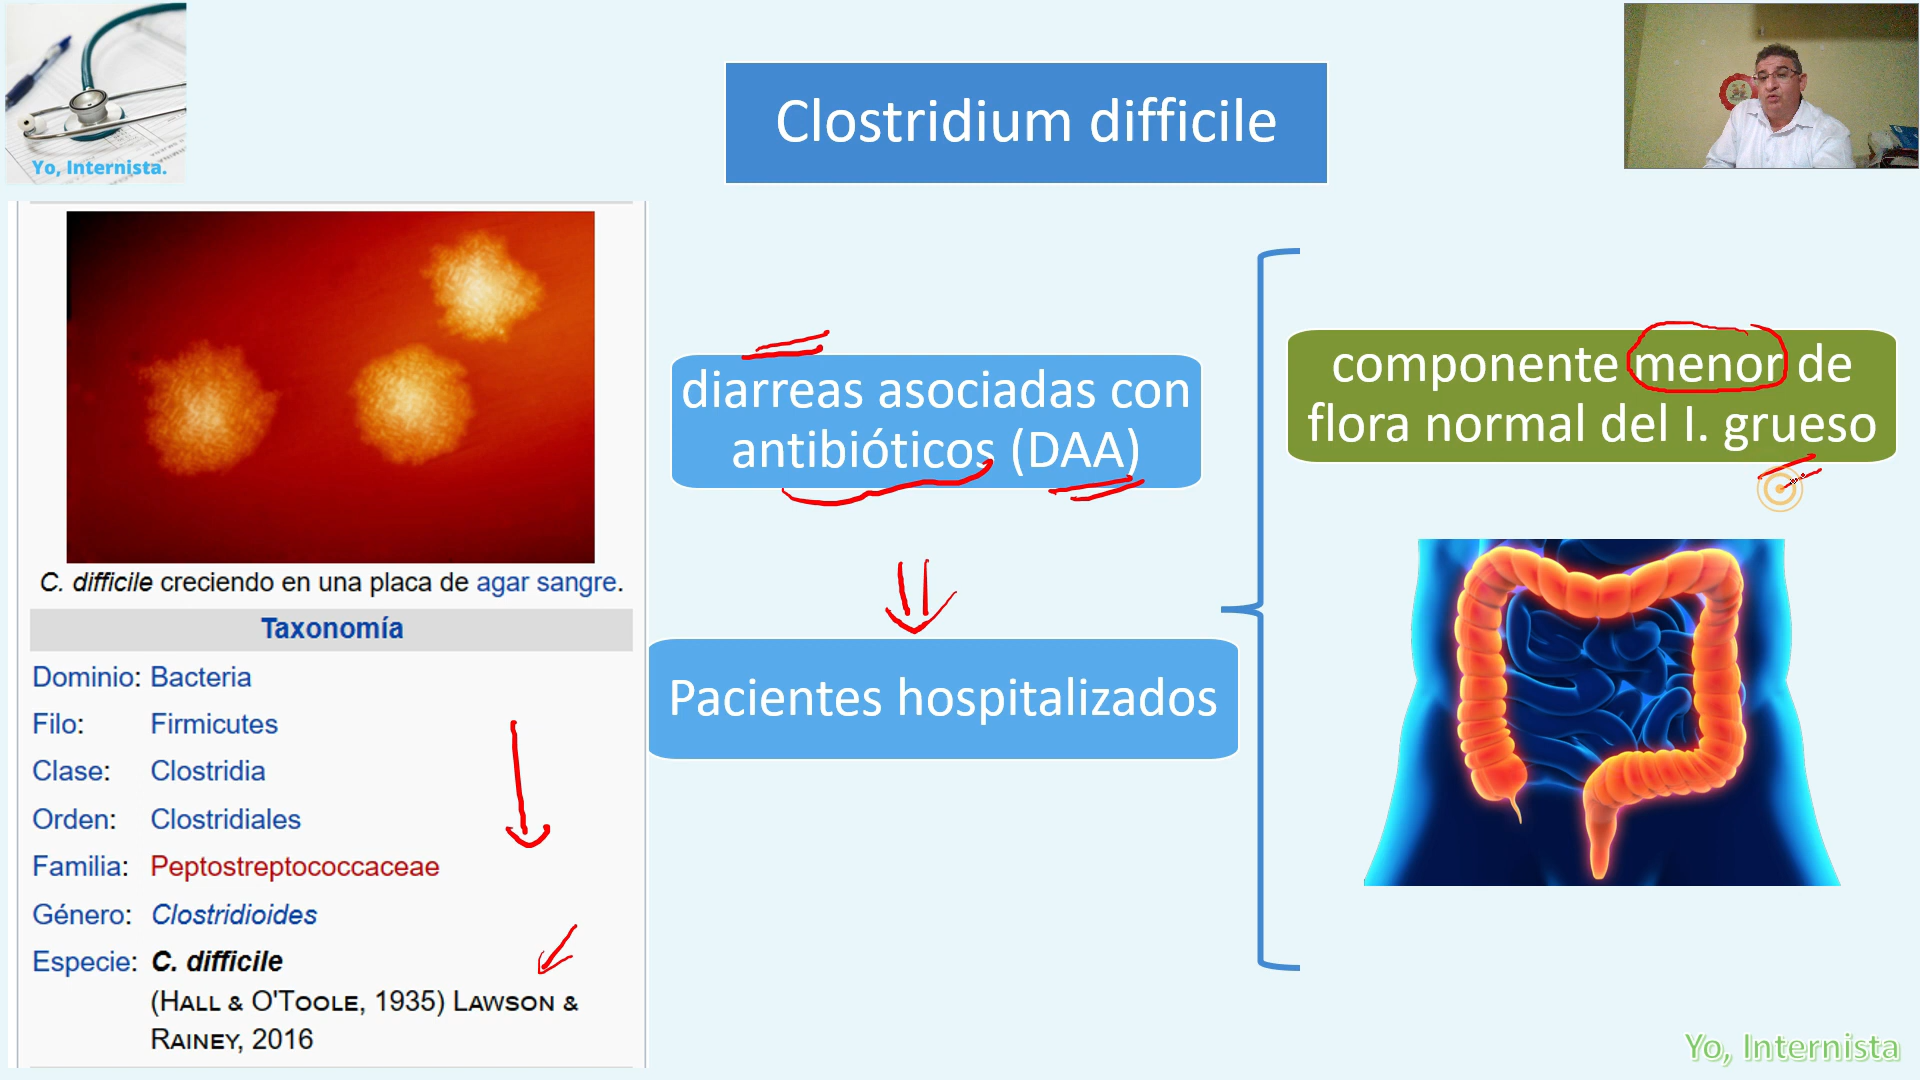 Yo, Internista.
Clostridium difficile
C. difficile creciendo en una placa de agar sangre.
Taxonomía
Dominio: Bacteria
Filo: Firmicutes
Clase: Clostridia
Orden: Clostridiales
Familia: Peptostreptococcaceae
Género: Clostridioides
Especie: C. difficile
(HALL & O'TOOLE, 1935) LAWSON &
RAINEY, 2016
diarreas asociadas con
antibióticos (DAA)
Pacientes hospitalizados
componente menor de
flora normal del I. grueso
Yo, Internista